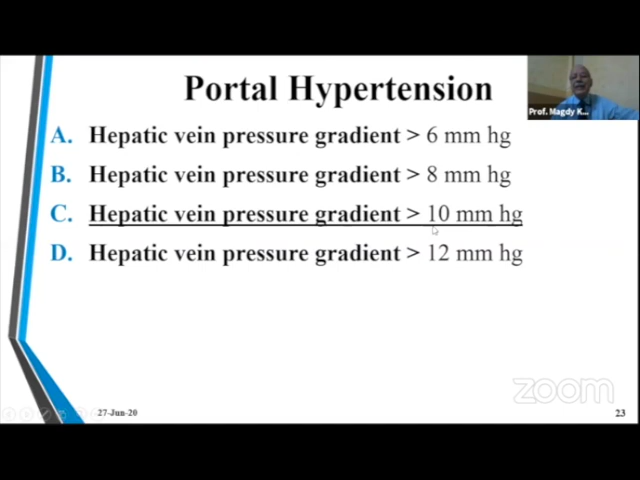 Portal Hypertension
Prof. Magdy K...
A. Hepatic vein pressure gradient > 6 mm hg
B. Hepatic vein pressure gradient > 8 mm hg
C. Hepatic vein pressure gradient > 10 mm hg
D. Hepatic vein pressure gradient > 12 mm hg
zoom
27-Jun-20
23